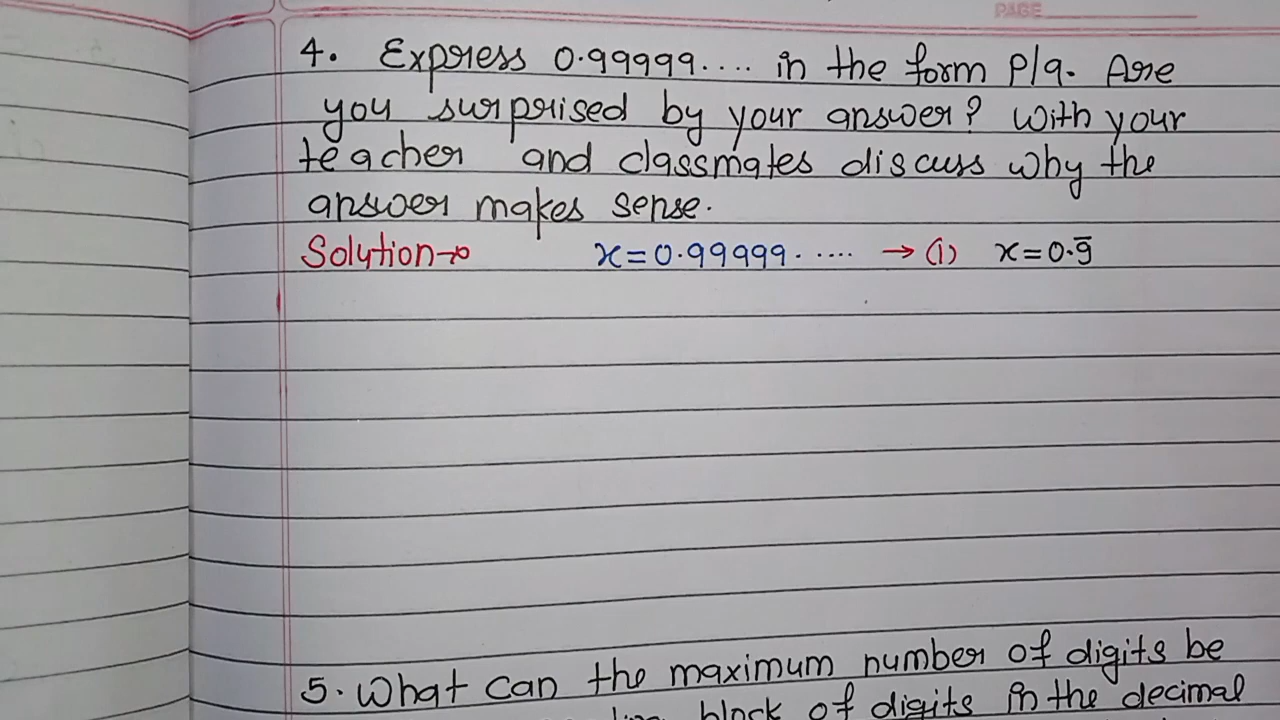 PAGE
4. Express 0.99999.... in the form P/q. Are
you surprised by your answer? With your
teacher and classmates discuss why the
answer makes sense.
Solution→ x=0.99999...... → (1) x=0.9̅
5. What can the maximum number of digits be
block of digits in the decimal